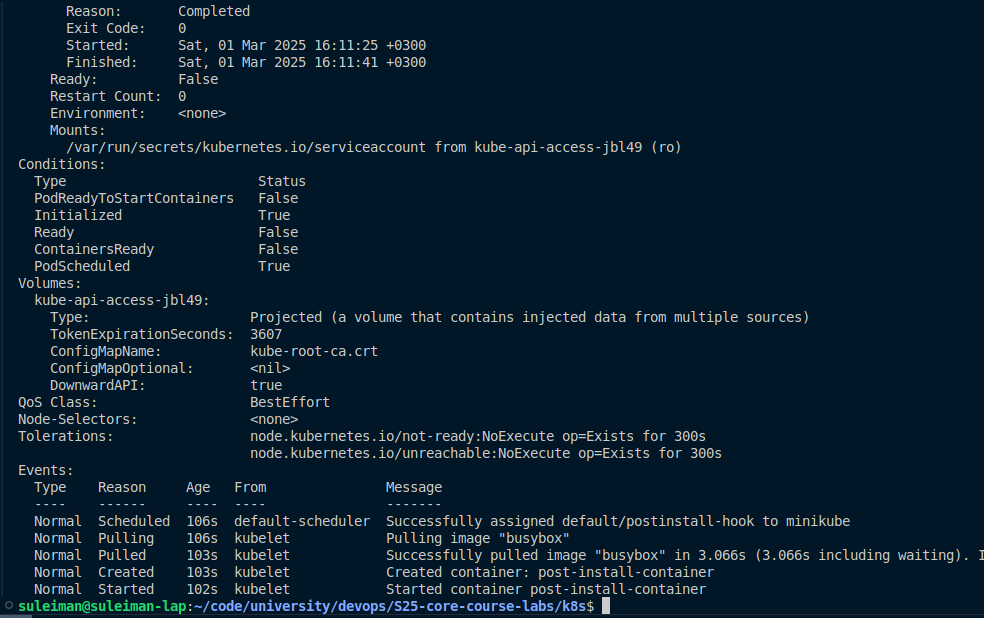 Reason:       Completed
Exit Code:    0
Started:      Sat, 01 Mar 2025 16:11:25 +0300
Finished:     Sat, 01 Mar 2025 16:11:41 +0300
Ready:          False
Restart Count:  0
Environment:    <none>
Mounts:
/var/run/secrets/kubernetes.io/serviceaccount from kube-api-access-jbl49 (ro)
Conditions:
Type                        Status
PodReadyToStartContainers   False
Initialized                 True
Ready                       False
ContainersReady             False
PodScheduled                True
Volumes:
kube-api-access-jbl49:
Type:                    Projected (a volume that contains injected data from multiple sources)
TokenExpirationSeconds:  3607
ConfigMapName:           kube-root-ca.crt
ConfigMapOptional:       <nil>
DownwardAPI:             true
QoS Class:                   BestEffort
Node-Selectors:              <none>
Tolerations:                 node.kubernetes.io/not-ready:NoExecute op=Exists for 300s
node.kubernetes.io/unreachable:NoExecute op=Exists for 300s
Events:
Type    Reason     Age   From               Message
----    ------     ----  ----               -------
Normal  Scheduled  106s  default-scheduler  Successfully assigned default/postinstall-hook to minikube
Normal  Pulling    106s  kubelet            Pulling image "busybox"
Normal  Pulled     103s  kubelet            Successfully pulled image "busybox" in 3.066s (3.066s including waiting). I
Normal  Created    103s  kubelet            Created container: post-install-container
Normal  Started    102s  kubelet            Started container post-install-container
suleiman@suleiman-lap:~/code/university/devops/S25-core-course-labs/k8s$